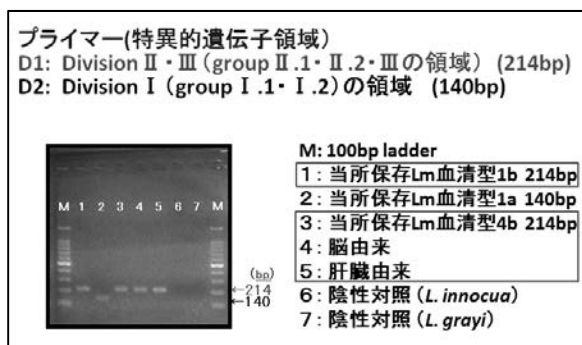 プライマー(特異的遺伝子領域)
D1: Division Ⅱ・Ⅲ(group Ⅱ.1・Ⅱ.2・Ⅲの領域) (214bp)
D2: Division Ⅰ(group Ⅰ.1・Ⅰ.2)の領域 (140bp)
M 1 2 3 4 5 6 7 M
(bp)
←214
←140
M: 100bp ladder
1:当所保存Lm血清型1b 214bp
2:当所保存Lm血清型1a 140bp
3:当所保存Lm血清型4b 214bp
4:脳由来
5:肝臓由来
6:陰性対照(L. innocua)
7:陰性対照(L. grayi)